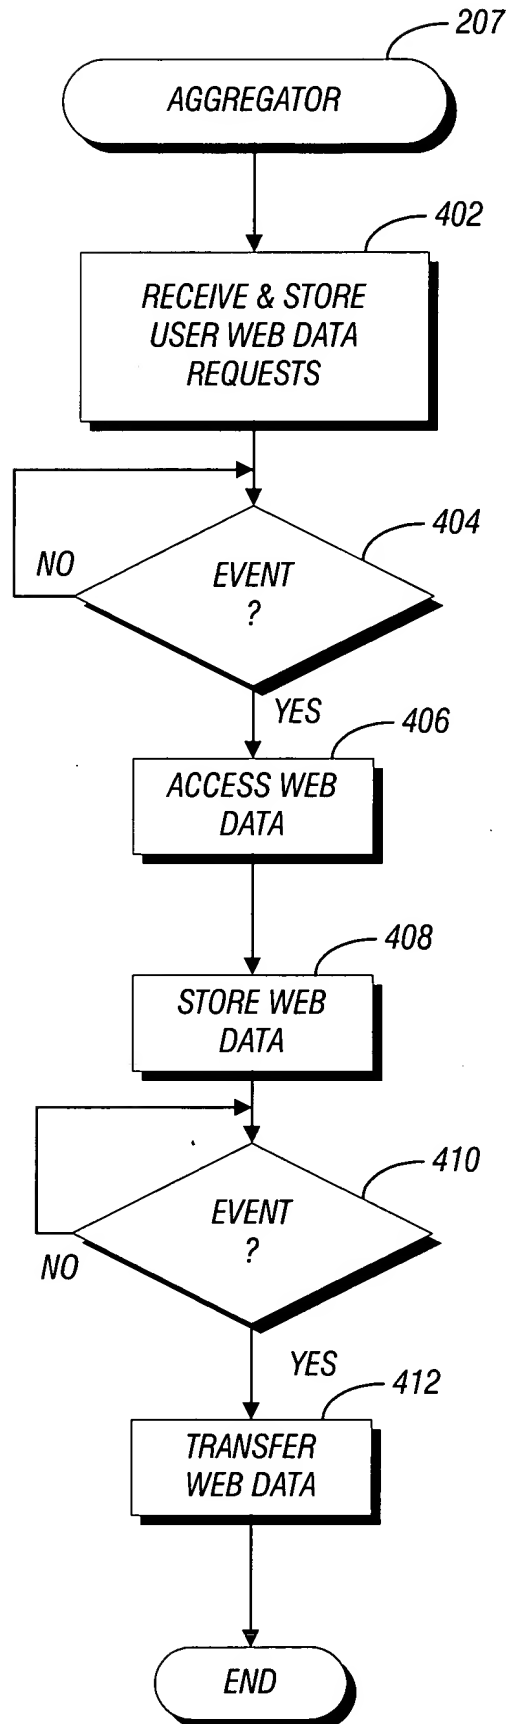 207
AGGREGATOR
402
RECEIVE & STORE
USER WEB DATA
REQUESTS
404
NO
EVENT
?
YES
406
ACCESS WEB
DATA
408
STORE WEB
DATA
410
EVENT
?
NO
YES
412
TRANSFER
WEB DATA
END